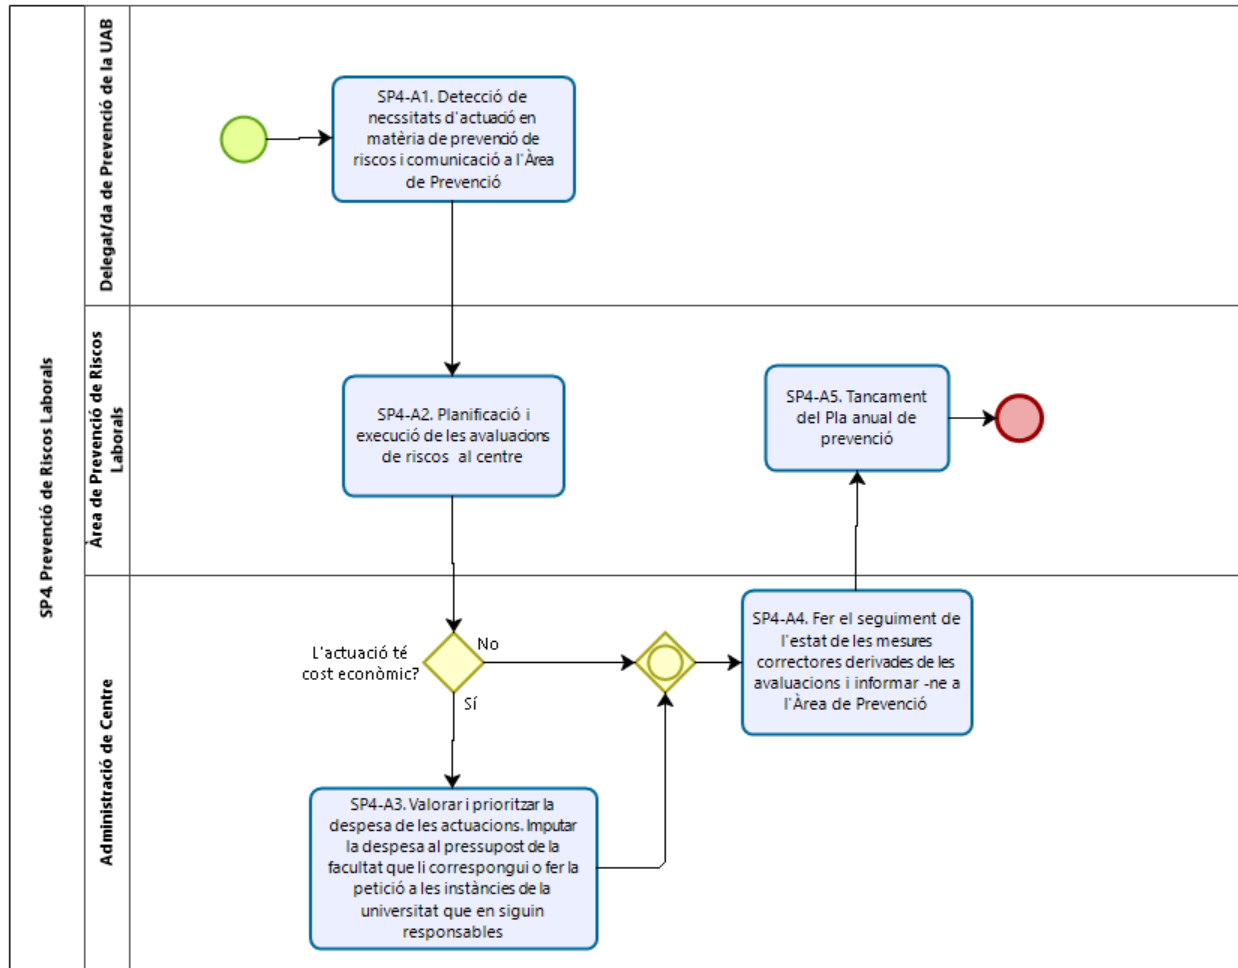 SP4. Prevenció de Riscos Laborals
Delegat/da de Prevenció de la UAB
SP4-A1. Detecció de
necssitats d'actuació en
matèria de prevenció de
riscos i comunicació a l'Àrea
de Prevenció
Àrea de Prevenció de Riscos
Laborals
SP4-A2. Planificació i
execució de les avaluacions
de riscos al centre
SP4-A5. Tancament
del Pla anual de
prevenció
Administració de Centre
L'actuació té
cost econòmic?
No
Sí
SP4-A4. Fer el seguiment de
l'estat de les mesures
correctores derivades de les
avaluacions i informar -ne a
l'Àrea de Prevenció
SP4-A3. Valorar i prioritzar la
despesa de les actuacions. Imputar
la despesa al pressupost de la
facultat que li correspongui o fer la
petició a les instàncies de la
universitat que en siguin
responsables